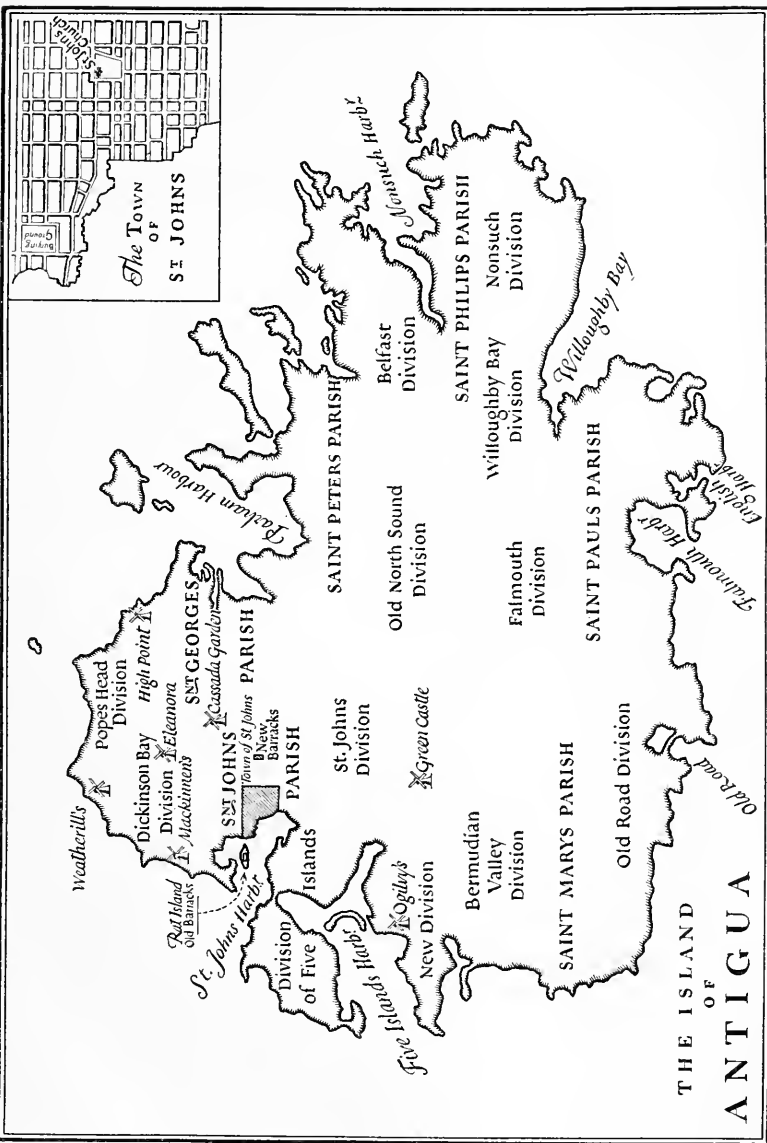 St Johns
Church
Burying
Ground
The TOWN
OF
ST JOHNS
Nonsuch Harbr
Parham Harbour
Weatherill's
Popes Head
Division
High Point
Dickinson Bay
Division
Eleanora
Mackinnens
SNT GEORGES
PARISH
Cassada Garden
SNT JOHNS
PARISH
Town of St Johns
New
Barracks
Rat Island
Old Barracks
St. Johns Harbr.
Islands
Division
of Five
Five Islands Harbr.
St. Johns
Division
Green Castle
Ogilvy's
New Division
SAINT PETERS PARISH
Belfast
Division
Old North Sound
Division
SAINT PHILIPS PARISH
Nonsuch
Division
Willoughby Bay
Division
Willoughby Bay
Bermudian
Valley
Division
Falmouth
Division
SAINT PAULS PARISH
SAINT MARYS PARISH
Old Road Division
Old Road
Falmouth Harbr
English
Harbr.
THE ISLAND
OF
ANTIGUA